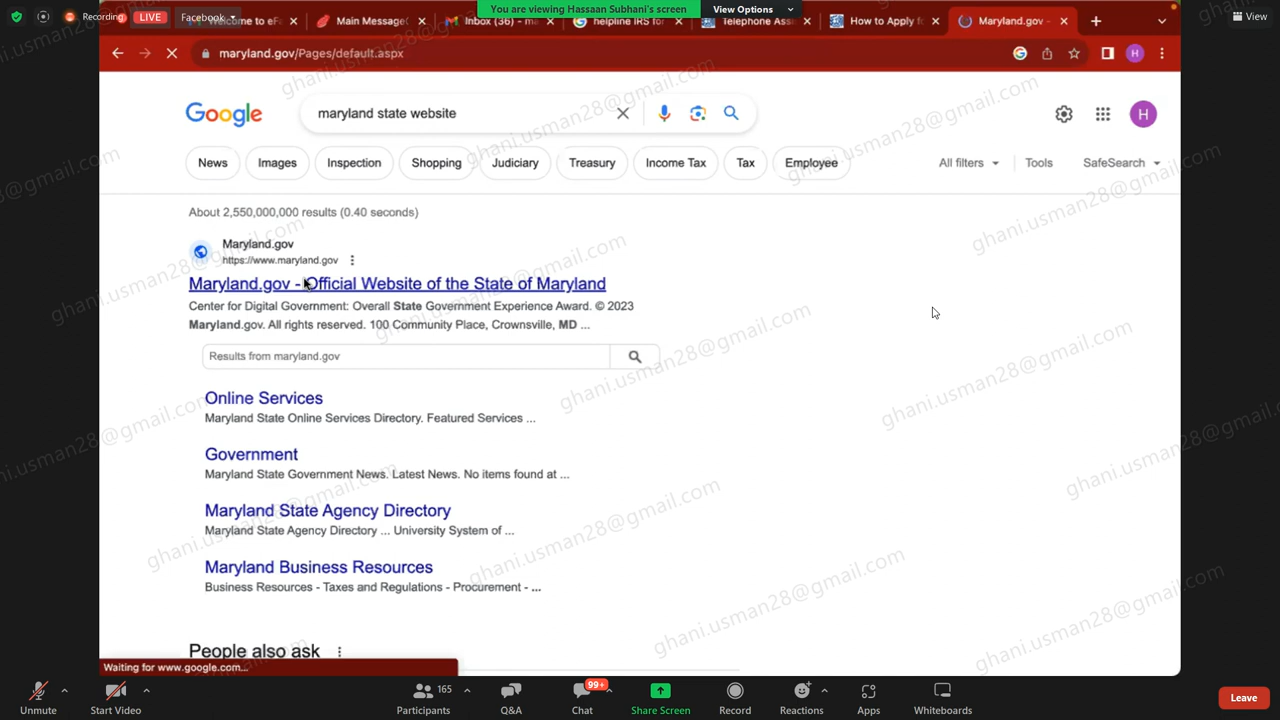 Recording
LIVE
Facebook
You are viewing Hassaan Subhani's screen
View Options
View
Welcome to eFa
Main Message
Inbox (36) - m
helpline IRS fo
Telephone Ass
How to Apply fo
Maryland.gov -
maryland.gov/Pages/default.aspx
H
Google
maryland state website
H
News
Images
Inspection
Shopping
Judiciary
Treasury
Income Tax
Tax
Employee
All filters
Tools
SafeSearch
About 2,550,000,000 results (0.40 seconds)
Maryland.gov
https://www.maryland.gov
Maryland.gov - Official Website of the State of Maryland
Center for Digital Government: Overall State Government Experience Award. © 2023
Maryland.gov. All rights reserved. 100 Community Place, Crownsville, MD ...
Results from maryland.gov
Online Services
Maryland State Online Services Directory. Featured Services ...
Government
Maryland State Government News. Latest News. No items found at ...
Maryland State Agency Directory
Maryland State Agency Directory ... University System of ...
Maryland Business Resources
Business Resources - Taxes and Regulations - Procurement - ...
People also ask
Waiting for www.google.com...
ghani.usman28@gmail.com
Unmute
Start Video
165
Participants
Q&A
99+
Chat
Share Screen
Record
Reactions
Apps
Whiteboards
Leave